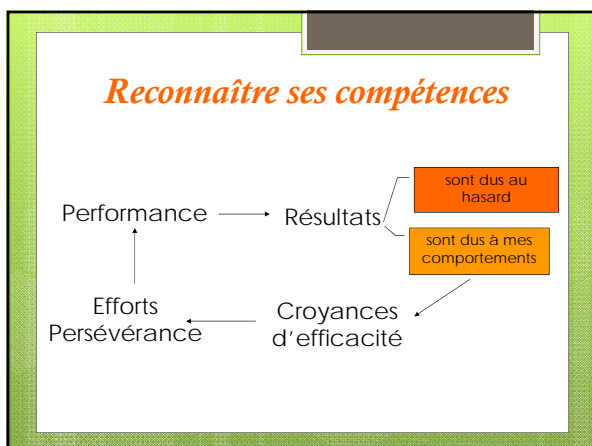 Reconnaître ses compétences
Performance
Résultats
sont dus au
hasard
sont dus à mes
comportements
Efforts
Persévérance
Croyances
d'efficacité